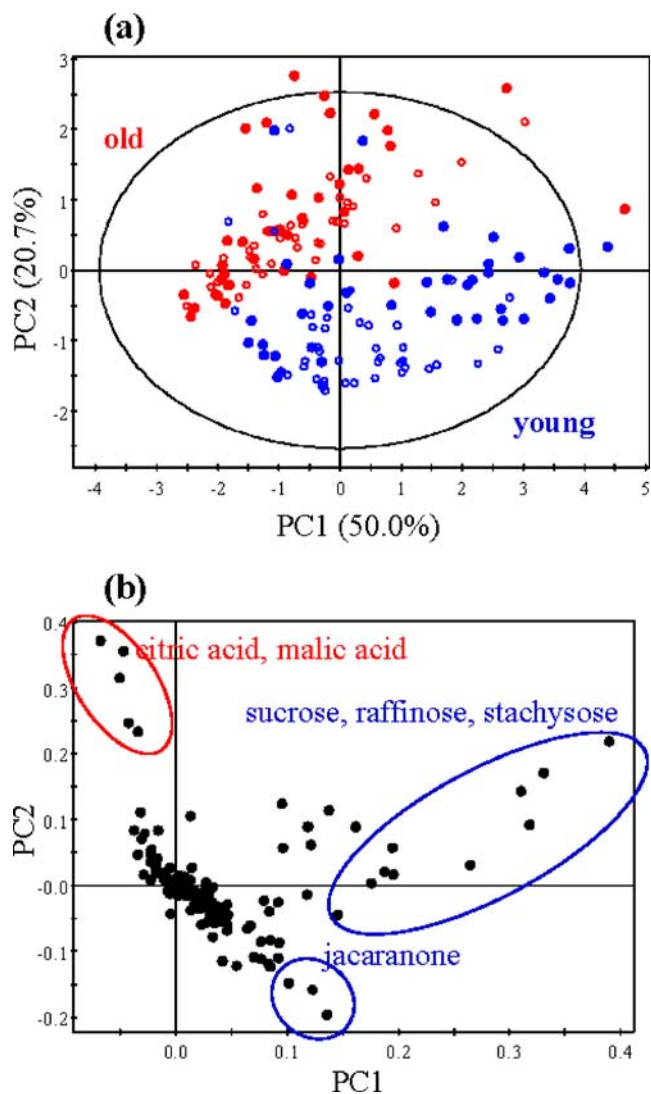 (a)
3
2
old
1
0
-1
-2
young
-4 -3 -2 -1 0 1 2 3 4 5
PC2 (20.7%)
PC1 (50.0%)
(b)
0.4
citric acid, malic acid
0.3
sucrose, raffinose, stachysose
0.2
0.1
-0.0
-0.1
jacaranone
-0.2
0.0 0.1 0.2 0.3 0.4
PC2
PC1